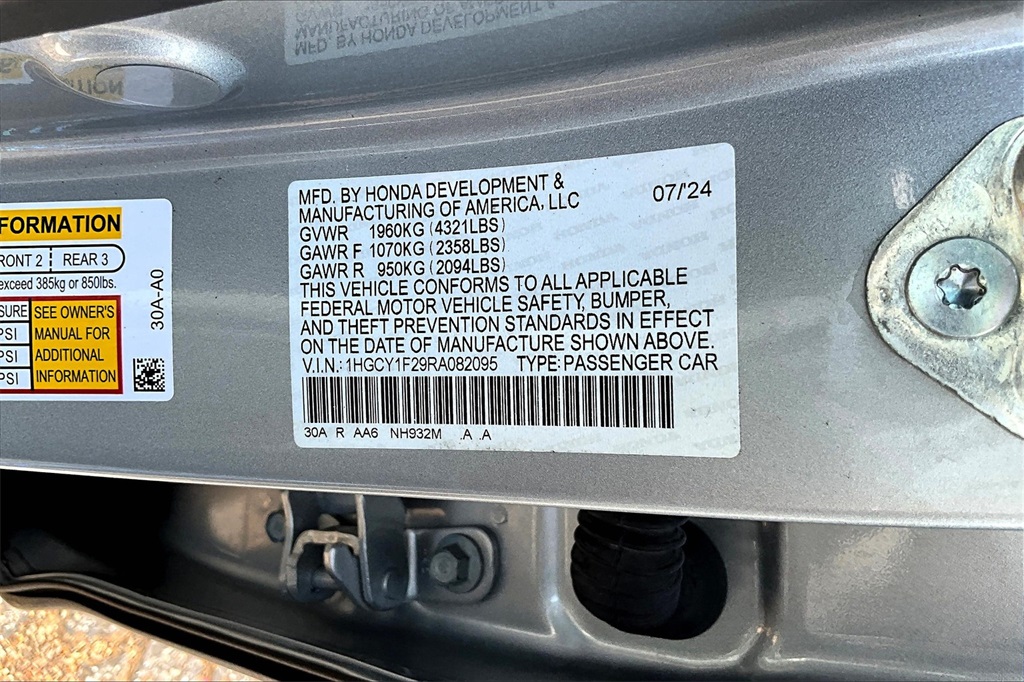 MFD. BY HONDA DEVELOPMENT &
MANUFACTURING OF AMERICA, LLC 07/'24
GVWR 1960KG (4321LBS)
GAWR F 1070KG (2358LBS)
GAWR R 950KG (2094LBS)
THIS VEHICLE CONFORMS TO ALL APPLICABLE
FEDERAL MOTOR VEHICLE SAFETY, BUMPER,
AND THEFT PREVENTION STANDARDS IN EFFECT
ON THE DATE OF MANUFACTURE SHOWN ABOVE.
V.I.N.: 1HGCY1F29RA082095 TYPE: PASSENGER CAR
30A R AA6 NH932M .A .A
FORMATION
FRONT 2 REAR 3
exceed 385kg or 850lbs.
SURE SEE OWNER'S
PSI MANUAL FOR
PSI ADDITIONAL
PSI INFORMATION
30A-A0